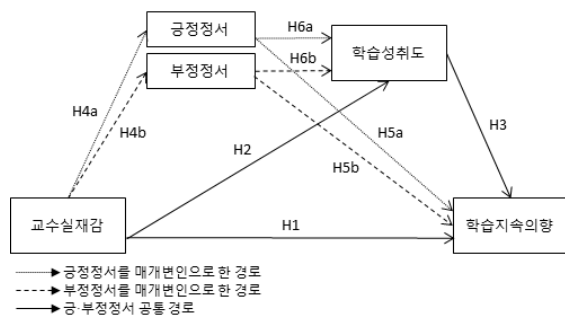 긍정정서
H6a
학습성취도
부정정서
H6b
H4a
H4b
H2
H5a
H5b
H3
교수실재감
H1
학습지속의향
긍정정서를 매개변인으로 한 경로
부정정서를 매개변인으로 한 경로
긍·부정정서 공통 경로